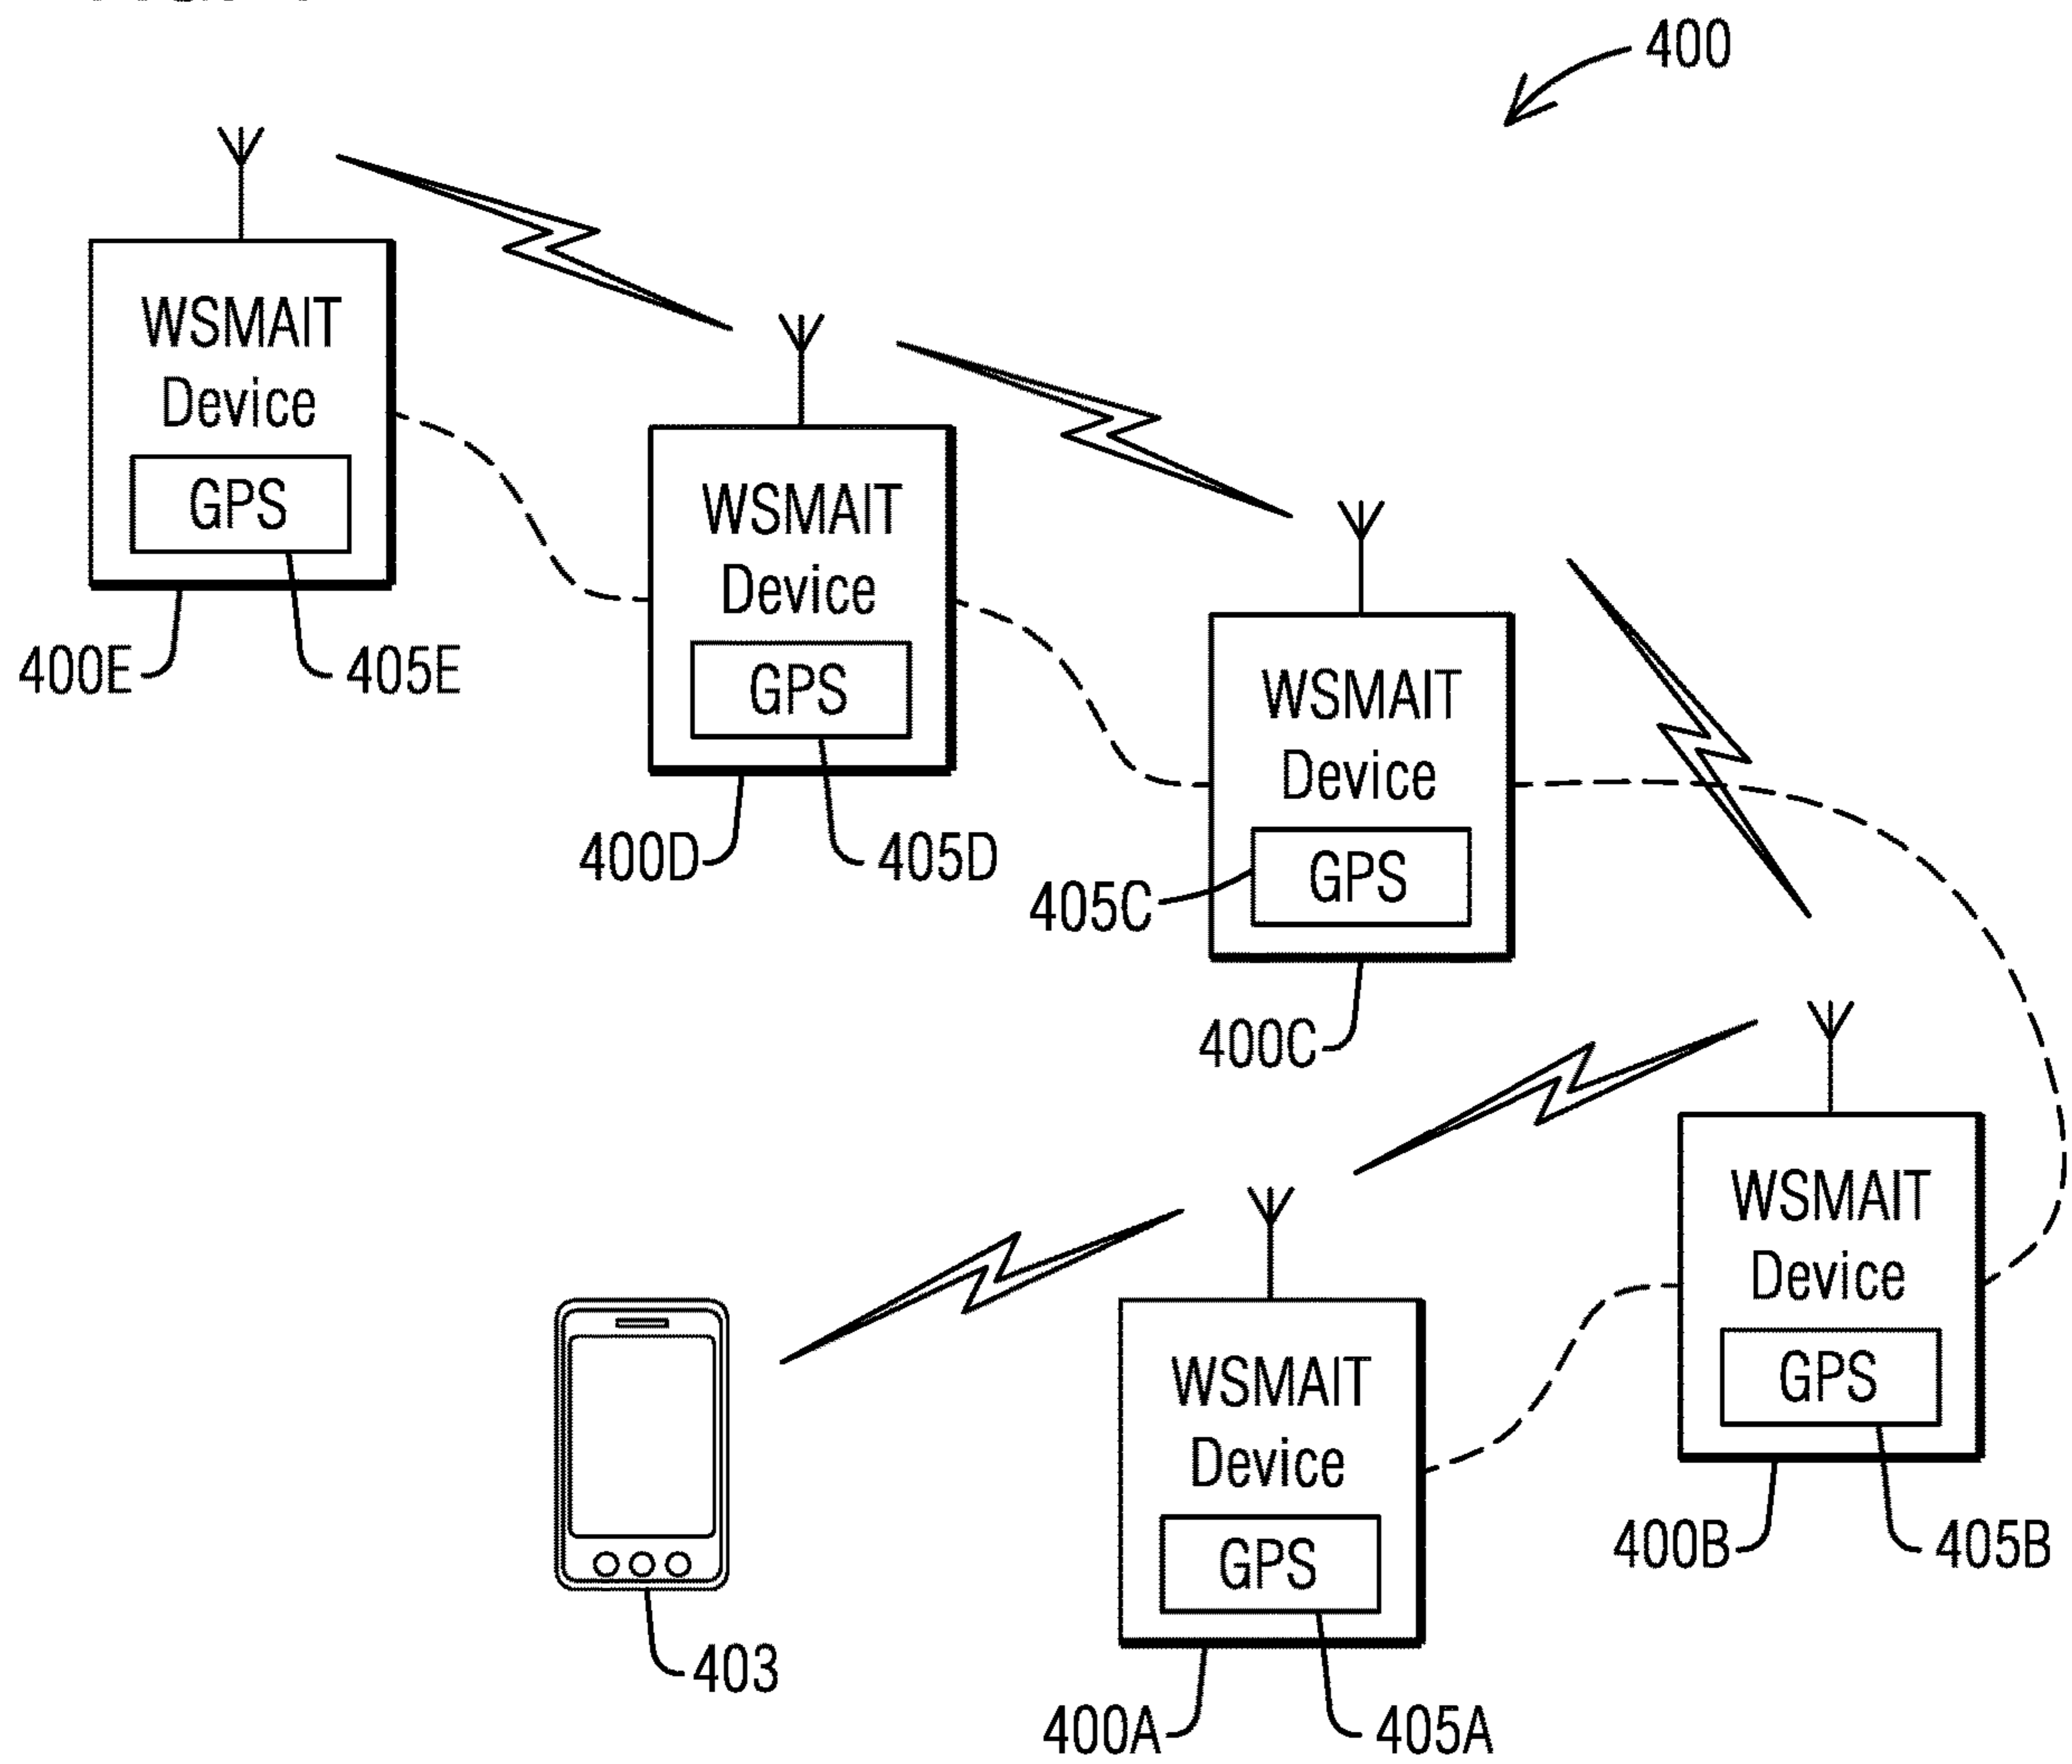 400
WSMAIT
Device
GPS
400E
405E
WSMAIT
Device
GPS
400D
405D
WSMAIT
Device
GPS
405C
400C
WSMAIT
Device
GPS
400B
405B
WSMAIT
Device
GPS
400A
405A
403